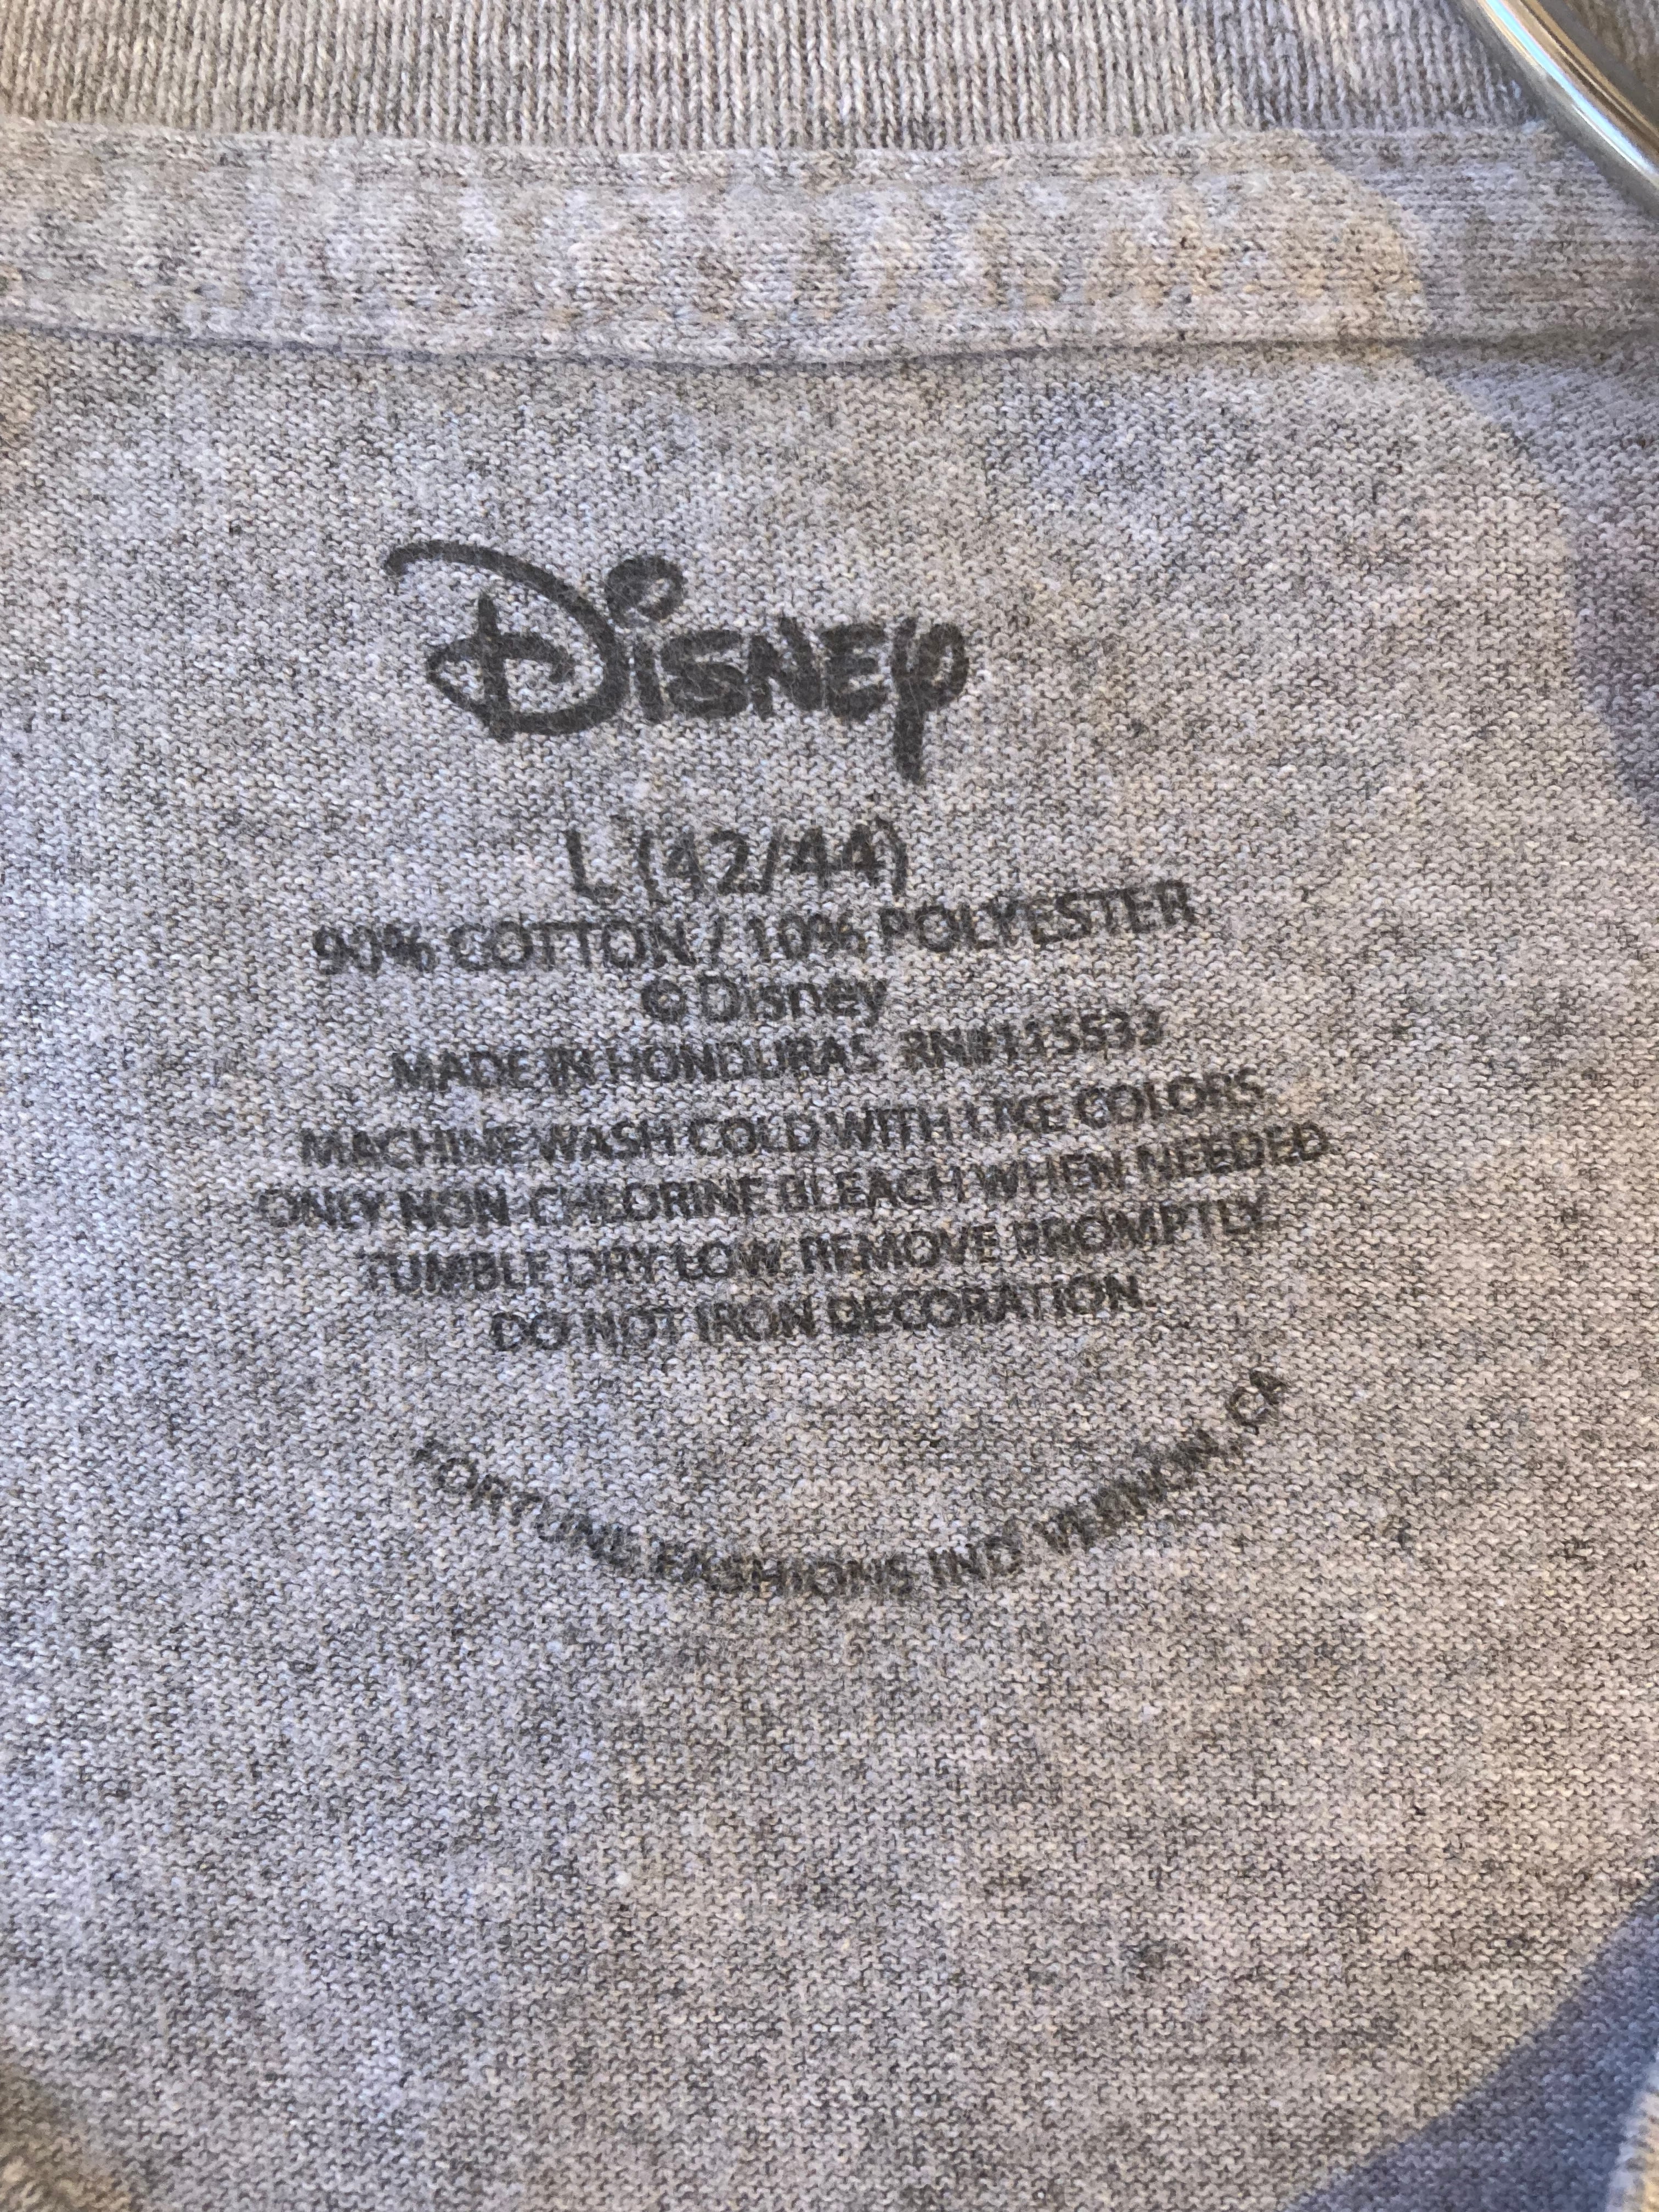 Disney
L (42/44)
90% COTTON / 10% POLYESTER
© Disney
MADE IN HONDURAS RN#115533
MACHINE WASH COLD WITH LIKE COLORS
ONLY NON-CHLORINE BLEACH WHEN NEEDED.
TUMBLE DRY LOW. REMOVE PROMPTLY.
DO NOT IRON DECORATION.
FORTUNE FASHIONS IND. VERNON, CA